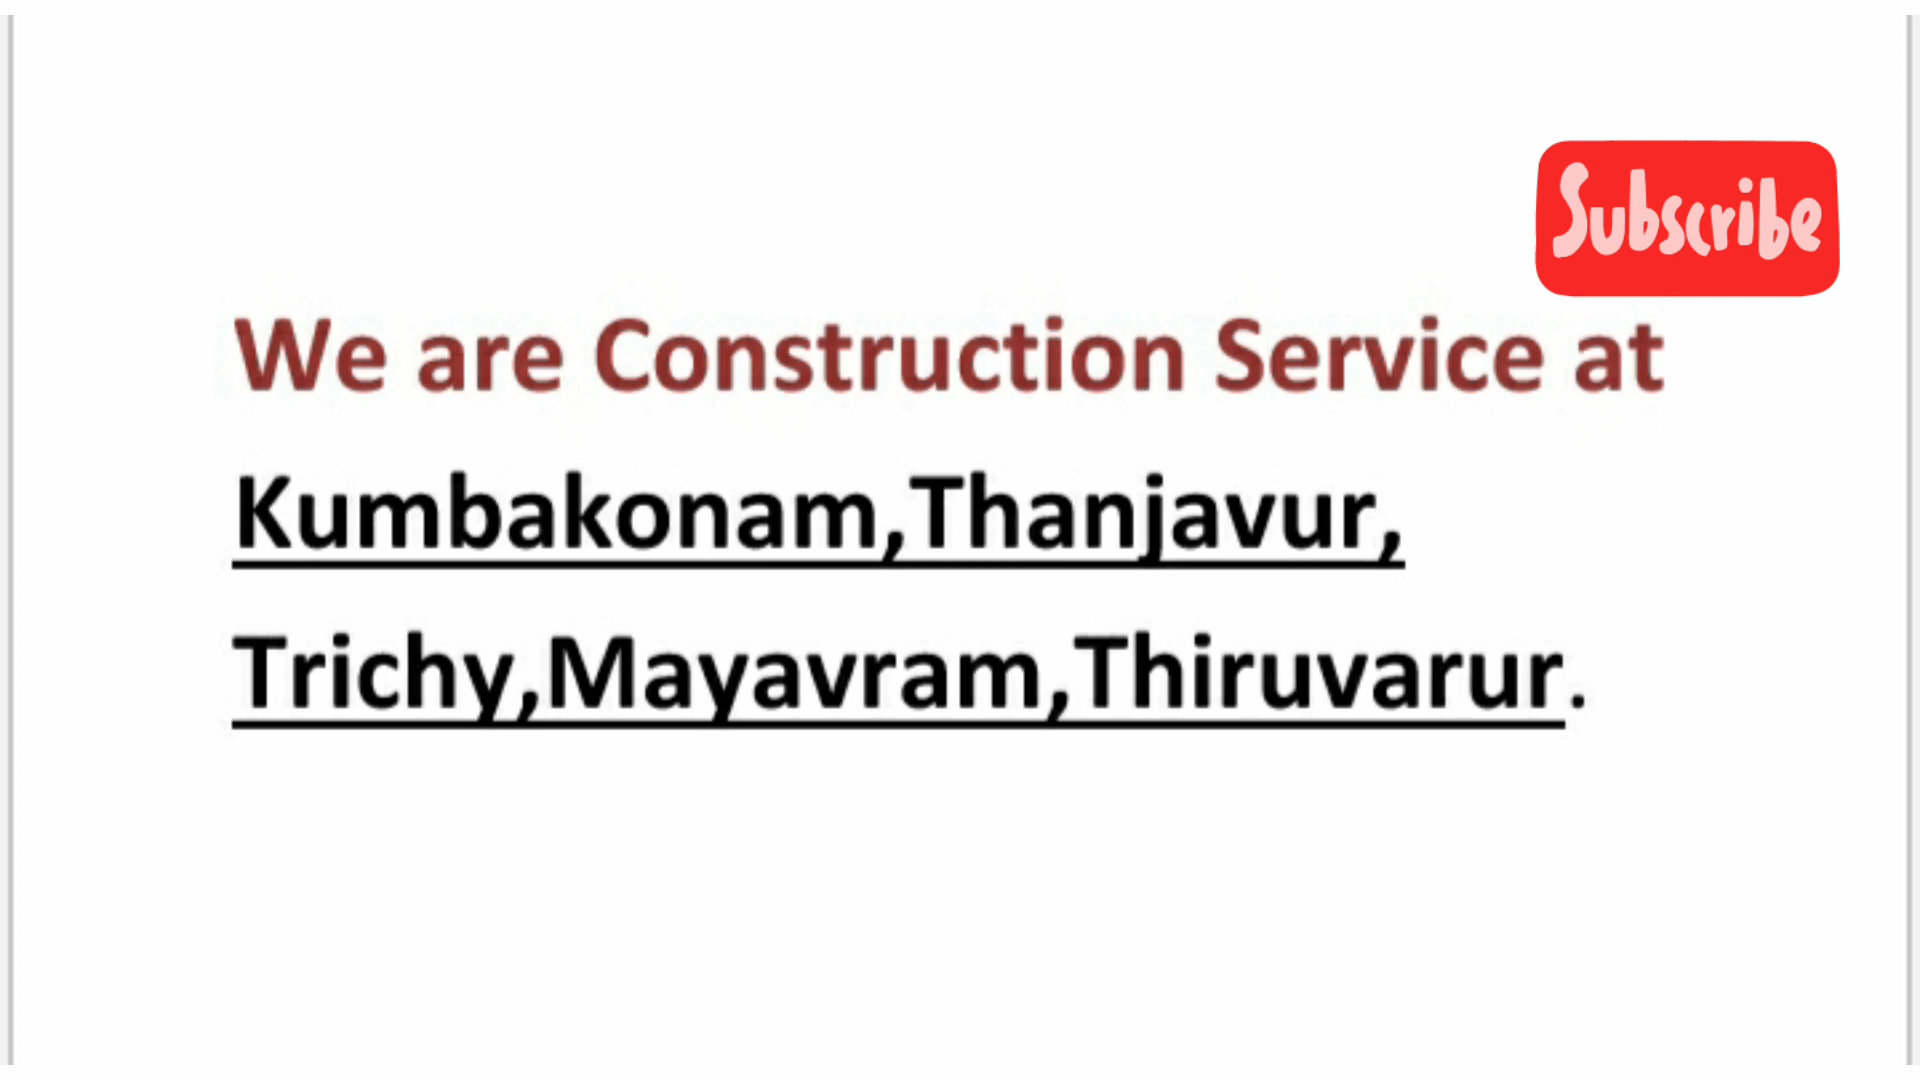 Subscribe
We are Construction Service at
Kumbakonam,Thanjavur,
Trichy,Mayavram,Thiruvarur.